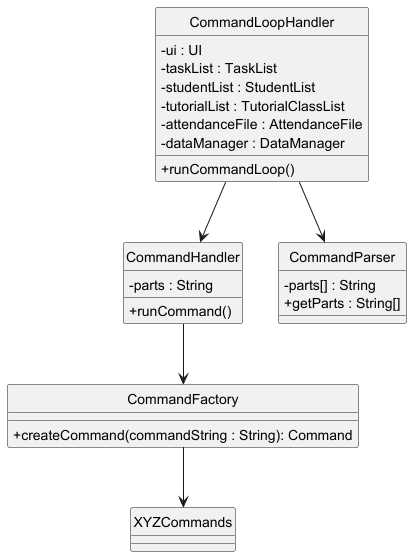 CommandLoopHandler
-ui : UI
-taskList : TaskList
-studentList : StudentList
-tutorialList : TutorialClassList
-attendanceFile : AttendanceFile
-dataManager : DataManager
+runCommandLoop()
CommandHandler
-parts : String
+runCommand()
CommandParser
-parts[] : String
+getParts : String[]
CommandFactory
+createCommand(commandString : String): Command
XYZCommands